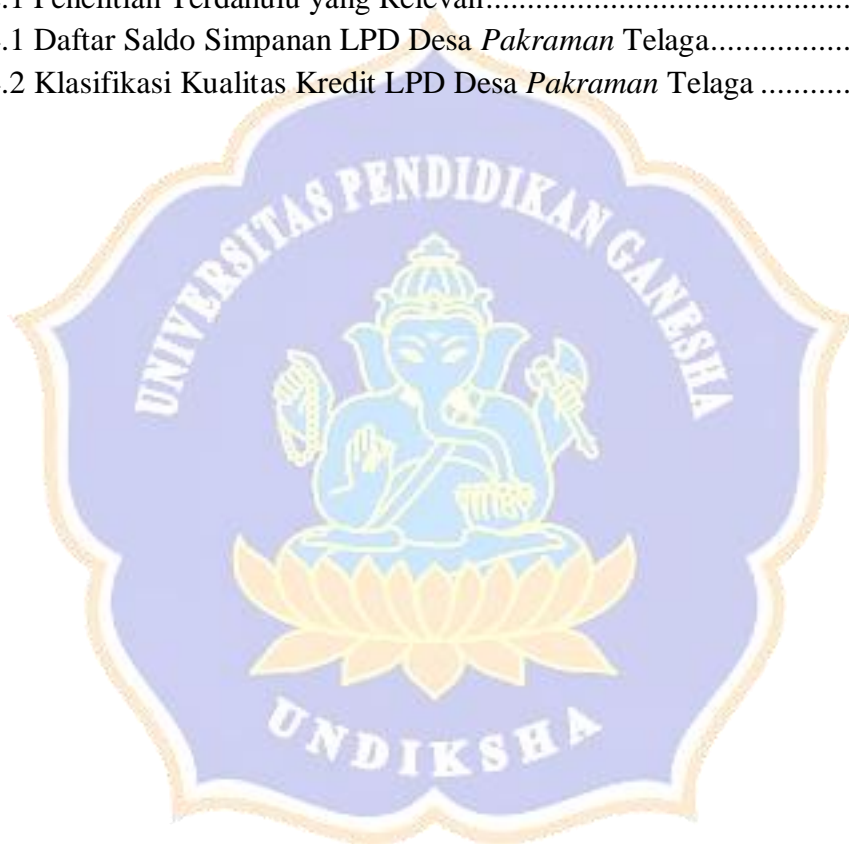 .1 Penelitian Terdahulu yang Relevan..............................................
.1 Daftar Saldo Simpanan LPD Desa Pakraman Telaga..................
.2 Klasifikasi Kualitas Kredit LPD Desa Pakraman Telaga ...........
UNIVERSITAS PENDIDIKAN GANESHA
UNDIKSHA